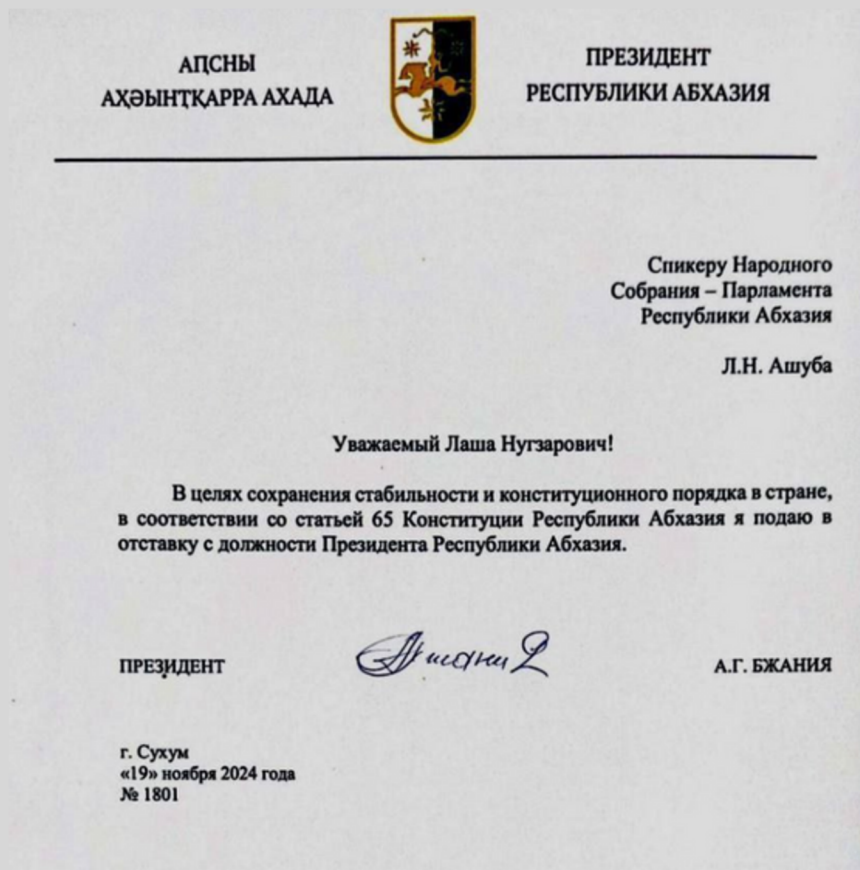 АԤСНЫ
АҲӘЫНҬҚАРРА АХАДА
ПРЕЗИДЕНТ
РЕСПУБЛИКИ АБХАЗИЯ
Спикеру Народного
Собрания – Парламента
Республики Абхазия
Л.Н. Ашуба
Уважаемый Лаша Нугзарович!
В целях сохранения стабильности и конституционного порядка в стране,
в соответствии со статьей 65 Конституции Республики Абхазия я подаю в
отставку с должности Президента Республики Абхазия.
ПРЕЗИДЕНТ
А.Г. БЖАНИЯ
г. Сухум
«19» ноября 2024 года
№ 1801